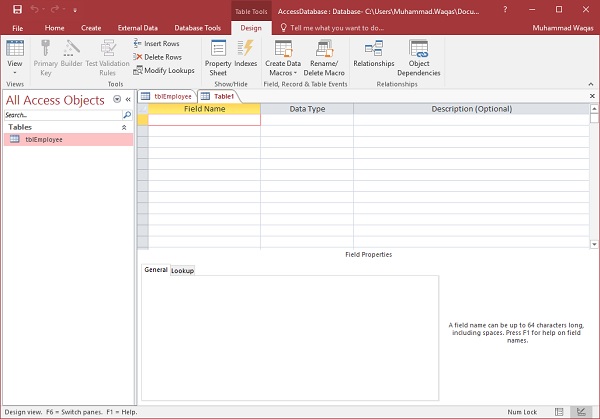 Table Tools
AccessDatabase : Database- C:\Users\Muhammad.Waqas\Docu...
?
File Home Create External Data Database Tools Design Tell me what you want to do... Muhammad Waqas
View
Primary Key
Builder
Test Validation Rules
Insert Rows
Delete Rows
Modify Lookups
Property Sheet
Indexes
Create Data Macros
Rename/ Delete Macro
Relationships
Object Dependencies
Views Tools Show/Hide Field, Record & Table Events Relationships
All Access Objects
Search...
Tables
tblEmployee
tblEmployee Table1
Field Name Data Type Description (Optional)
Field Properties
General Lookup
A field name can be up to 64 characters long,
including spaces. Press F1 for help on field
names.
Design view. F6 = Switch panes. F1 = Help. Num Lock